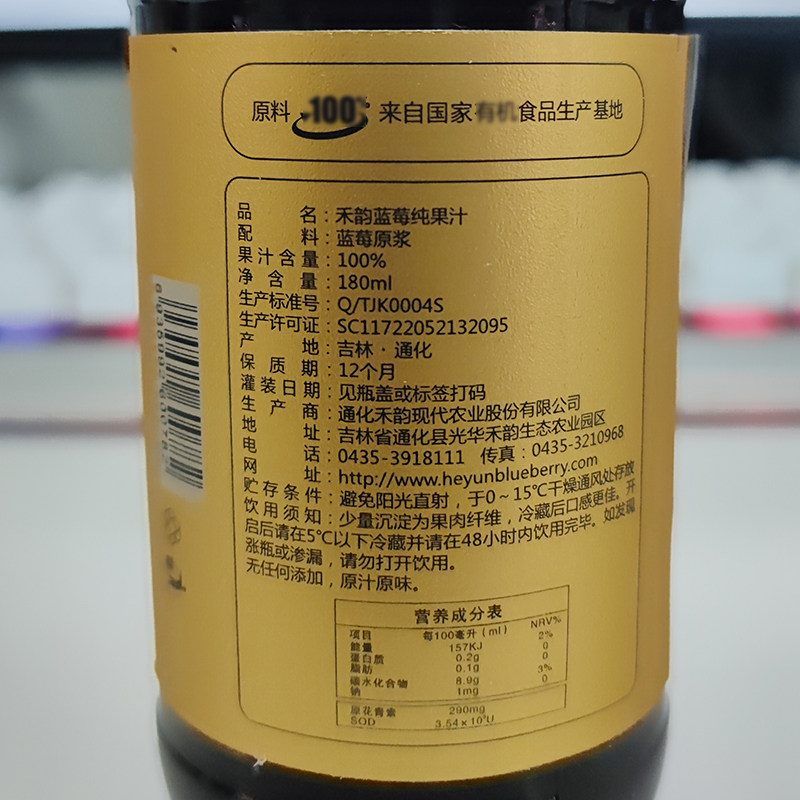 原料 100% 来自国家有机食品生产基地
品名：禾韵蓝莓纯果汁
配料：蓝莓原浆
果汁含量：100%
净含量：180ml
生产标准号：Q/TJK0004S
生产许可证：SC11722052132095
产地：吉林·通化
保质期：12个月
灌装日期：见瓶盖或标签打码
生产商：通化禾韵现代农业股份有限公司
地址：吉林省通化县光华禾韵生态农业园区
电话：0435-3918111 传真：0435-3210968
网址：http://www.heyunblueberry.com
贮存条件：避免阳光直射，于0～15℃干燥通风处存放
饮用须知：少量沉淀为果肉纤维，冷藏后口感更佳。开
启后请在5℃以下冷藏并请在48小时内饮用完毕。如发现
涨瓶或渗漏，请勿打开饮用。
无任何添加，原汁原味。
营养成分表
项目 每100毫升（ml） NRV%
能量 157KJ 2%
蛋白质 0.2g 0
脂肪 0.1g 0
碳水化合物 8.9g 3%
钠 1mg 0
原花青素 290mg
SOD